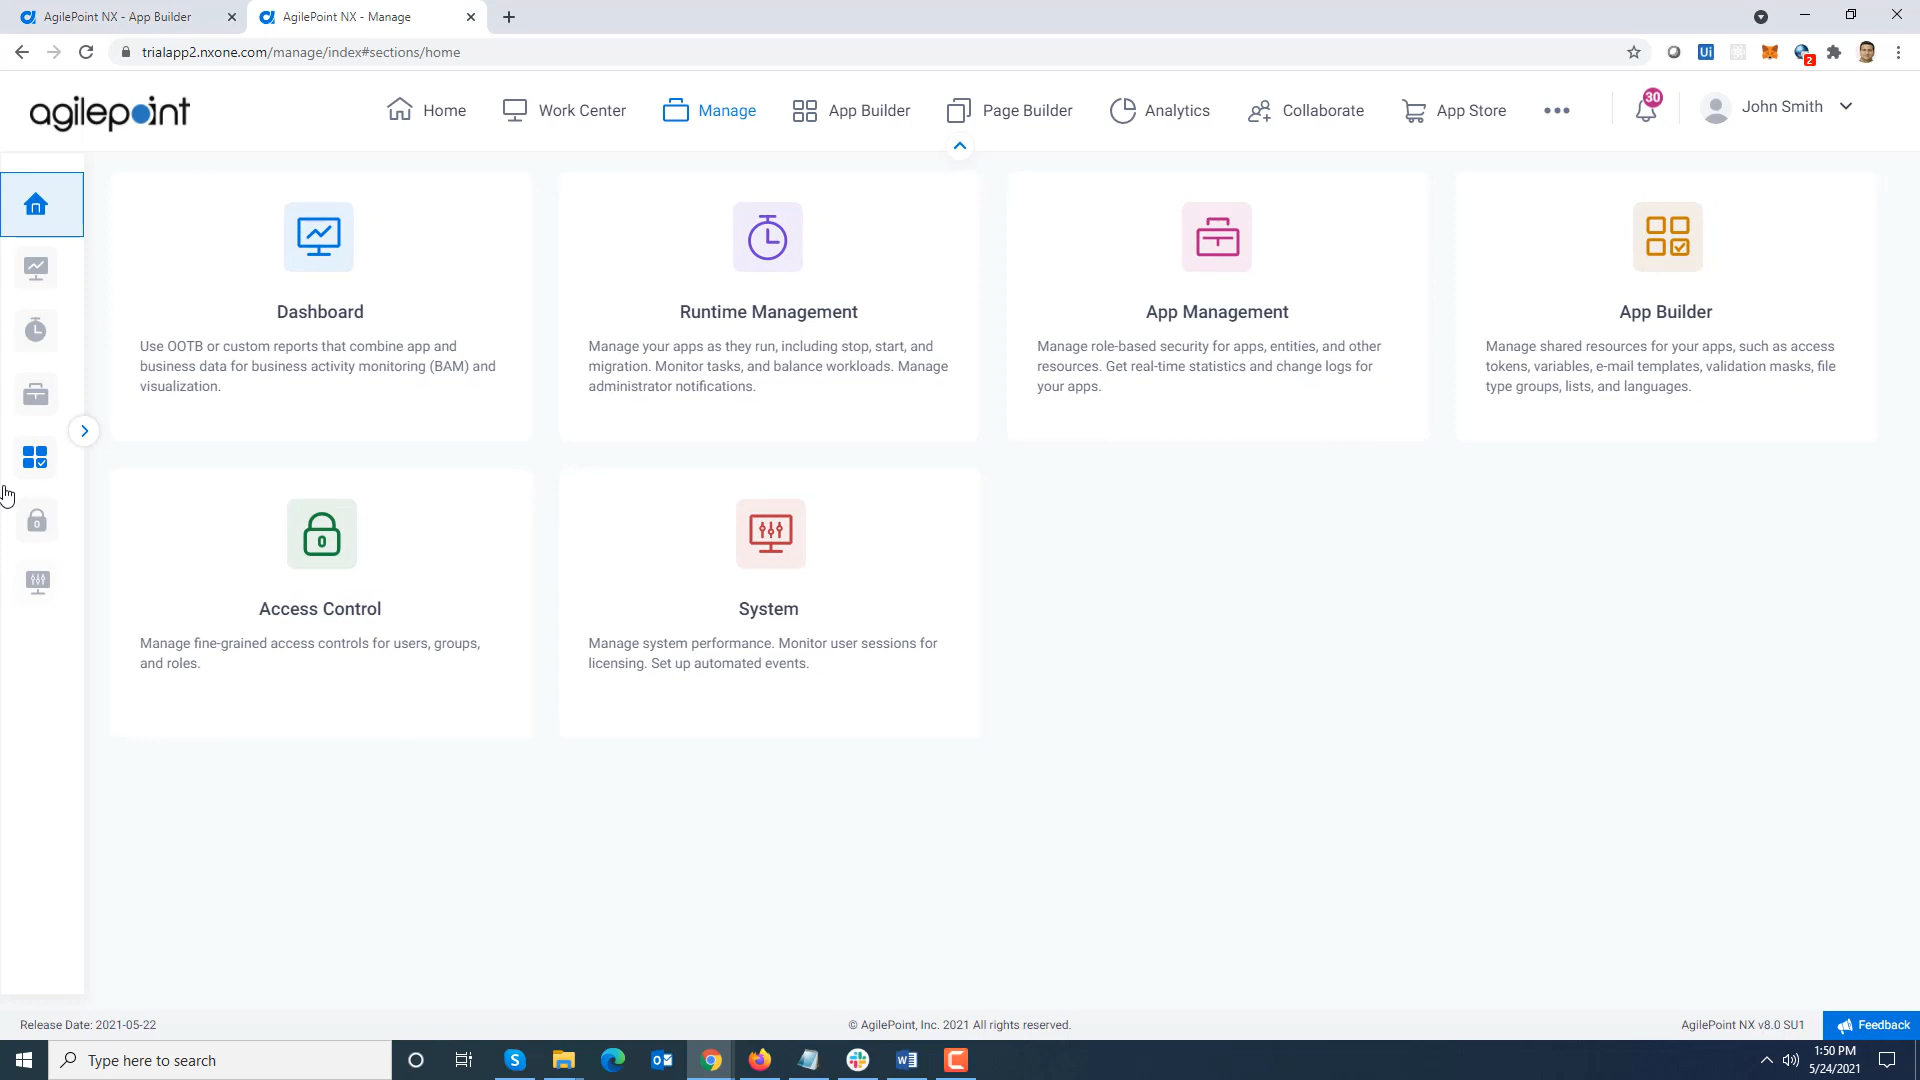 AgilePoint NX - App Builder
AgilePoint NX - Manage
trialapp2.nxone.com/manage/index#sections/home
Ui
2
agilepoint
Home
Work Center
Manage
App Builder
Page Builder
Analytics
Collaborate
App Store
30
John Smith
Dashboard
Use OOTB or custom reports that combine app and
business data for business activity monitoring (BAM) and
visualization.
Runtime Management
Manage your apps as they run, including stop, start, and
migration. Monitor tasks, and balance workloads. Manage
administrator notifications.
App Management
Manage role-based security for apps, entities, and other
resources. Get real-time statistics and change logs for
your apps.
App Builder
Manage shared resources for your apps, such as access
tokens, variables, e-mail templates, validation masks, file
type groups, lists, and languages.
Access Control
Manage fine-grained access controls for users, groups,
and roles.
System
Manage system performance. Monitor user sessions for
licensing. Set up automated events.
Release Date: 2021-05-22
© AgilePoint, Inc. 2021 All rights reserved.
AgilePoint NX v8.0 SU1
Feedback
Type here to search
1:50 PM
5/24/2021